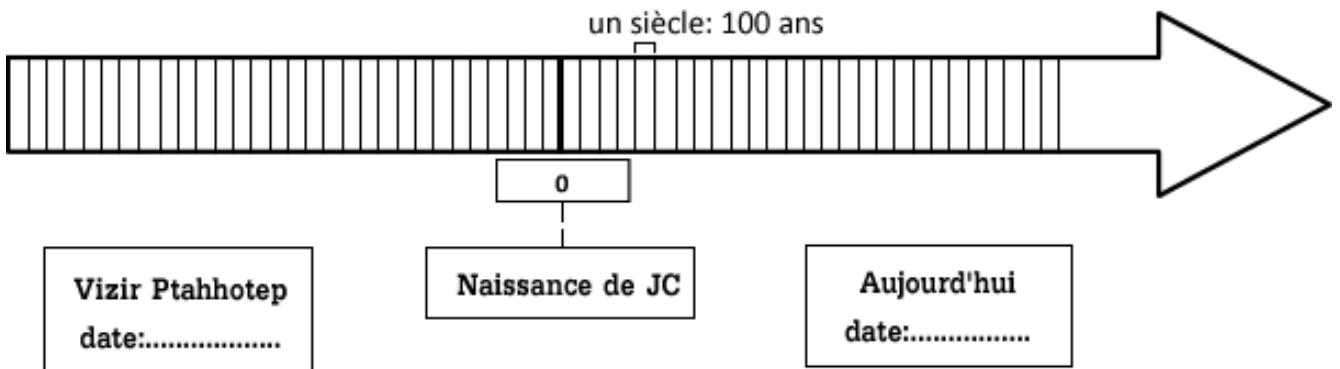 un siècle: 100 ans
0
Vizir Ptahhotep
date:..................
Naissance de JC
Aujourd'hui
date:................